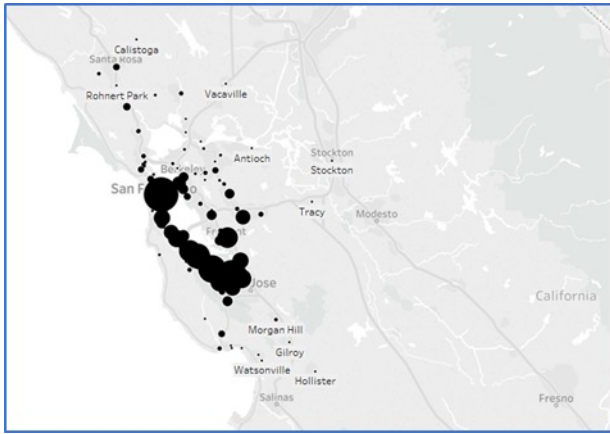 Calistoga
Santa Rosa
Rohnert Park
Vacaville
Antioch
Berkeley
Stockton
Stockton
San F
o
Tracy
Modesto
Fr
t
Jose
California
Morgan Hill
Gilroy
Watsonville
Hollister
Salinas
Fresno